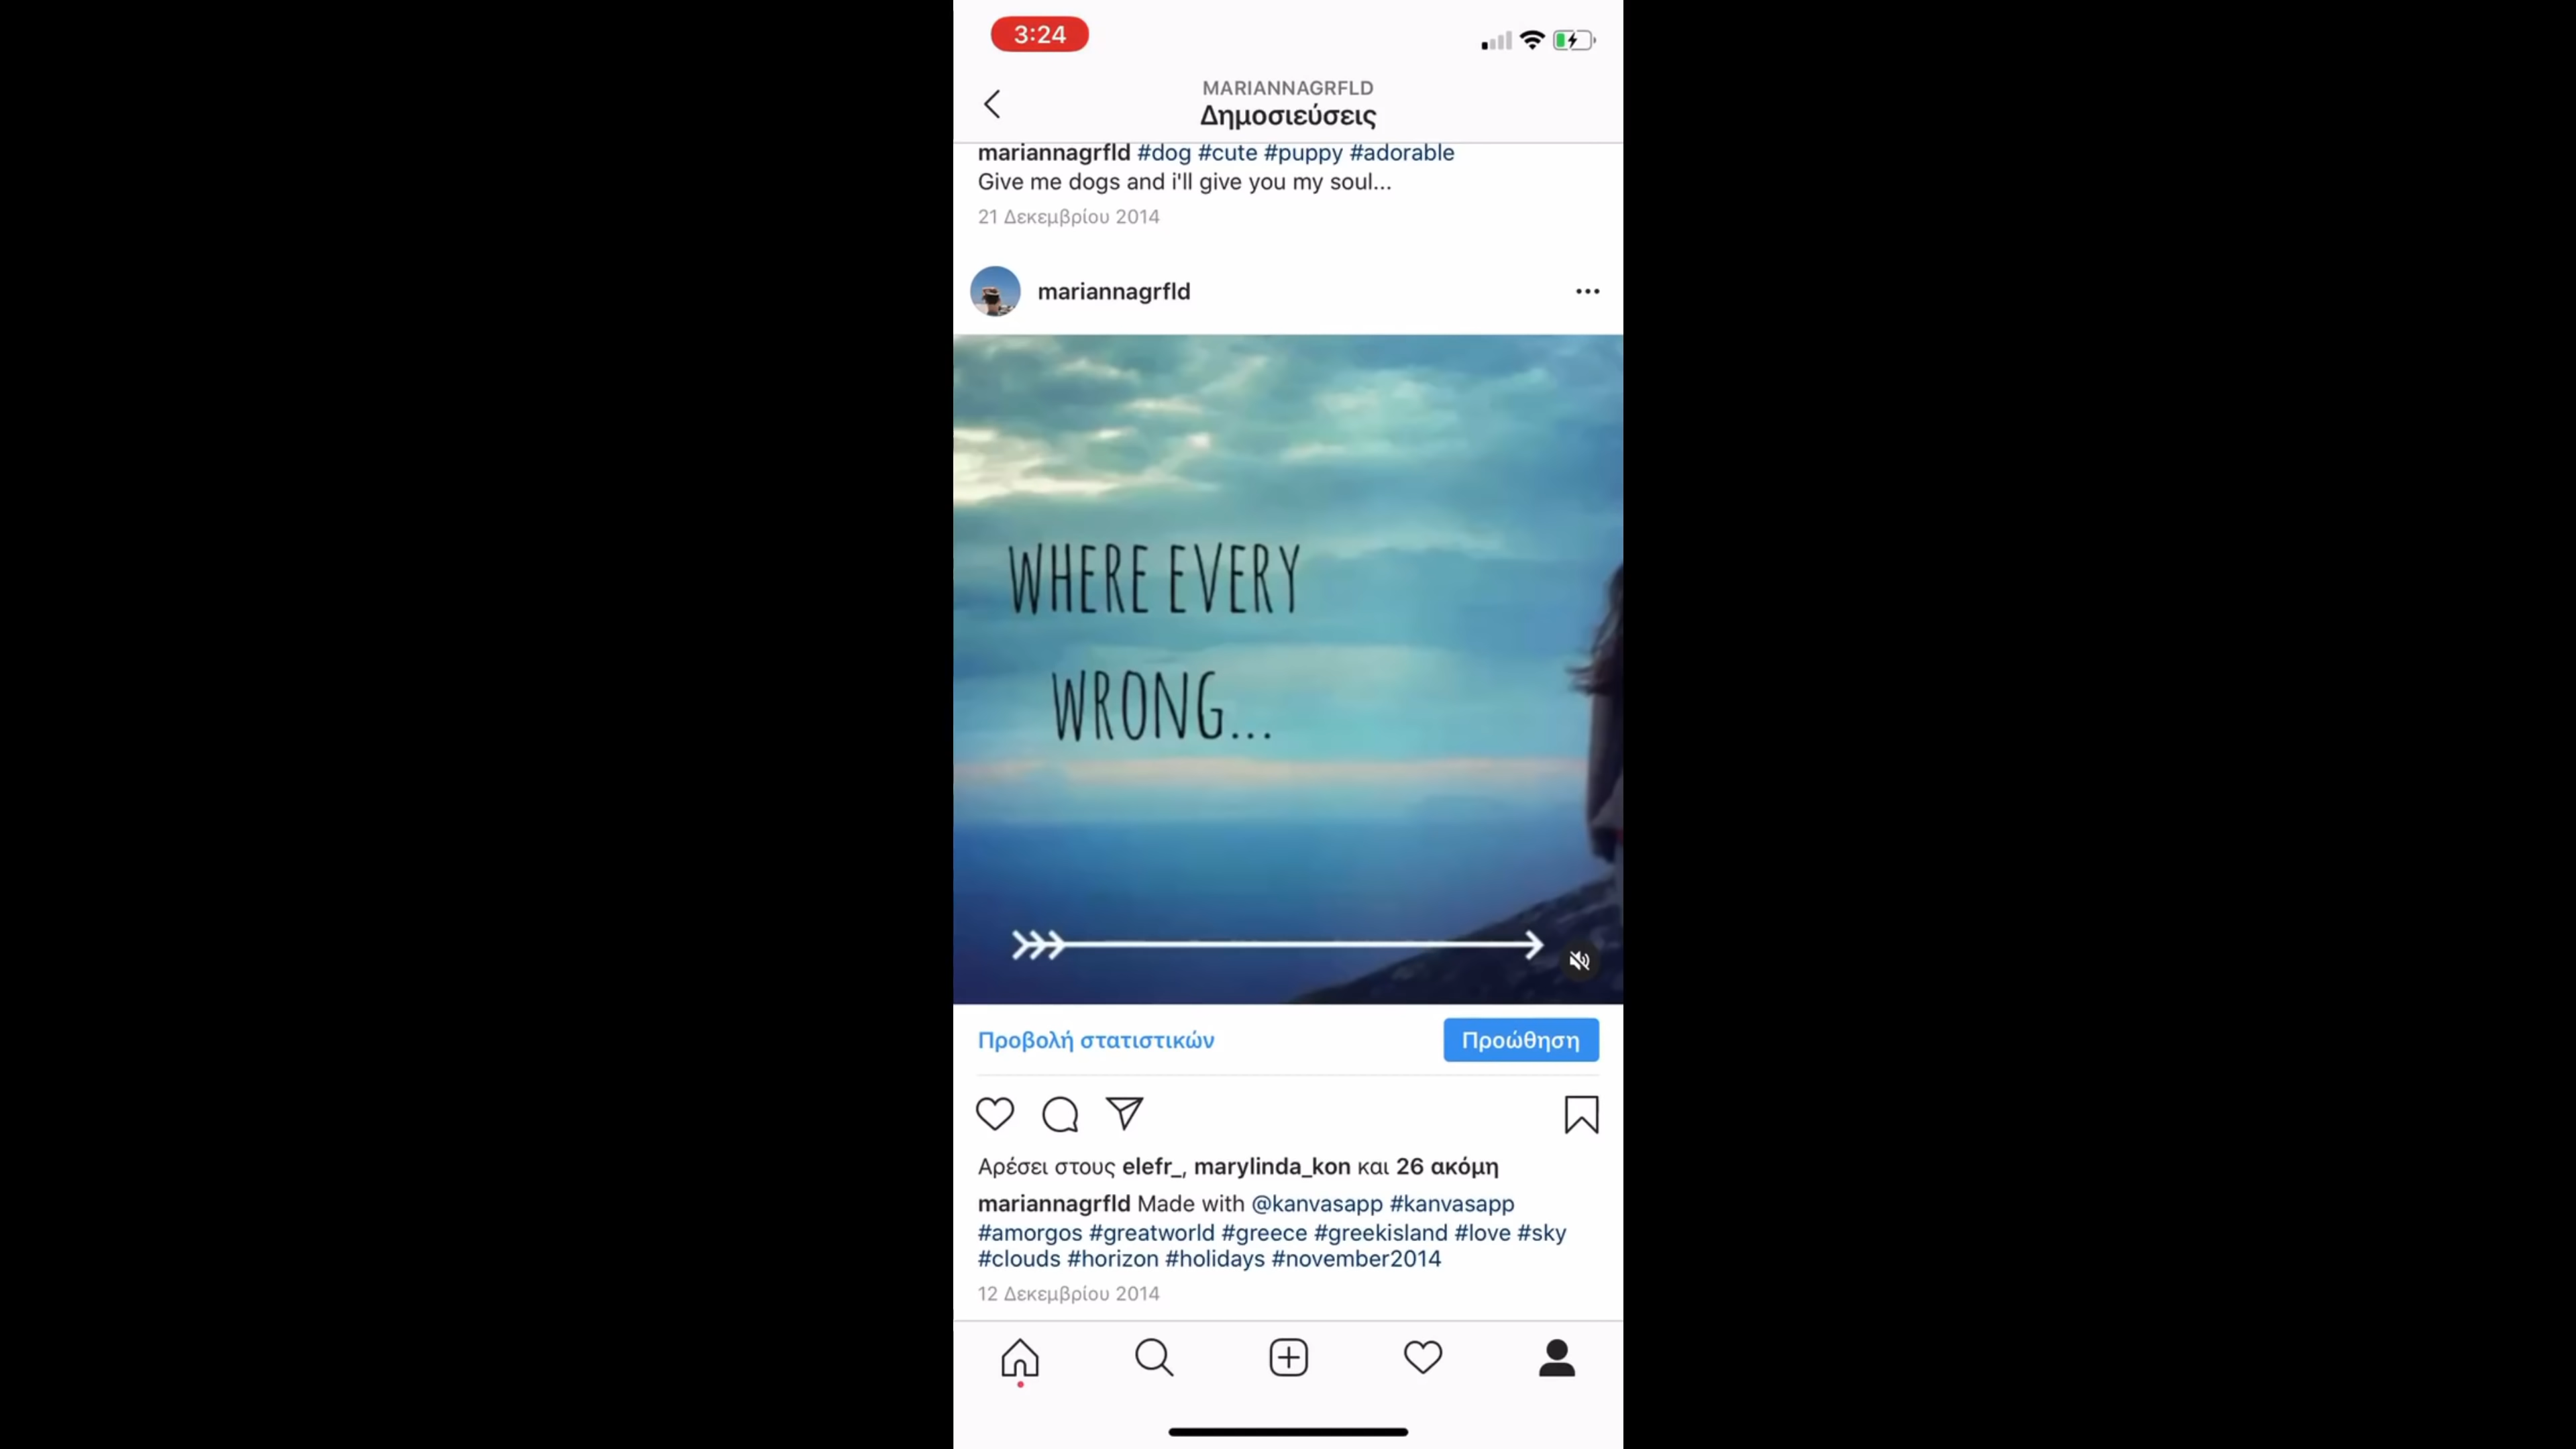 3:24
MARIANNAGRFLD
Δημοσιεύσεις
mariannagrfld #dog #cute #puppy #adorable
Give me dogs and i'll give you my soul...
21 Δεκεμβρίου 2014
mariannagrfld
WHERE EVERY
WRONG...
Προβολή στατιστικών
Προώθηση
Αρέσει στους elefr_, marylinda_kon και 26 ακόμη
mariannagrfld Made with @kanvasapp #kanvasapp
#amorgos #greatworld #greece #greekisland #love #sky
#clouds #horizon #holidays #november2014
12 Δεκεμβρίου 2014